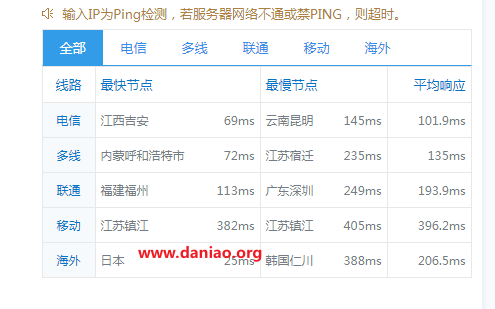 输入IP为Ping检测，若服务器网络不通或禁PING，则超时。
全部 电信 多线 联通 移动 海外
线路 最快节点 最慢节点 平均响应
电信 江西吉安 69ms 云南昆明 145ms 101.9ms
多线 内蒙呼和浩特市 72ms 江苏宿迁 235ms 135ms
联通 福建福州 113ms 广东深圳 249ms 193.9ms
移动 江苏镇江 382ms 江苏镇江 405ms 396.2ms
海外 日本 25ms 韩国仁川 388ms 206.5ms
www.daniao.org